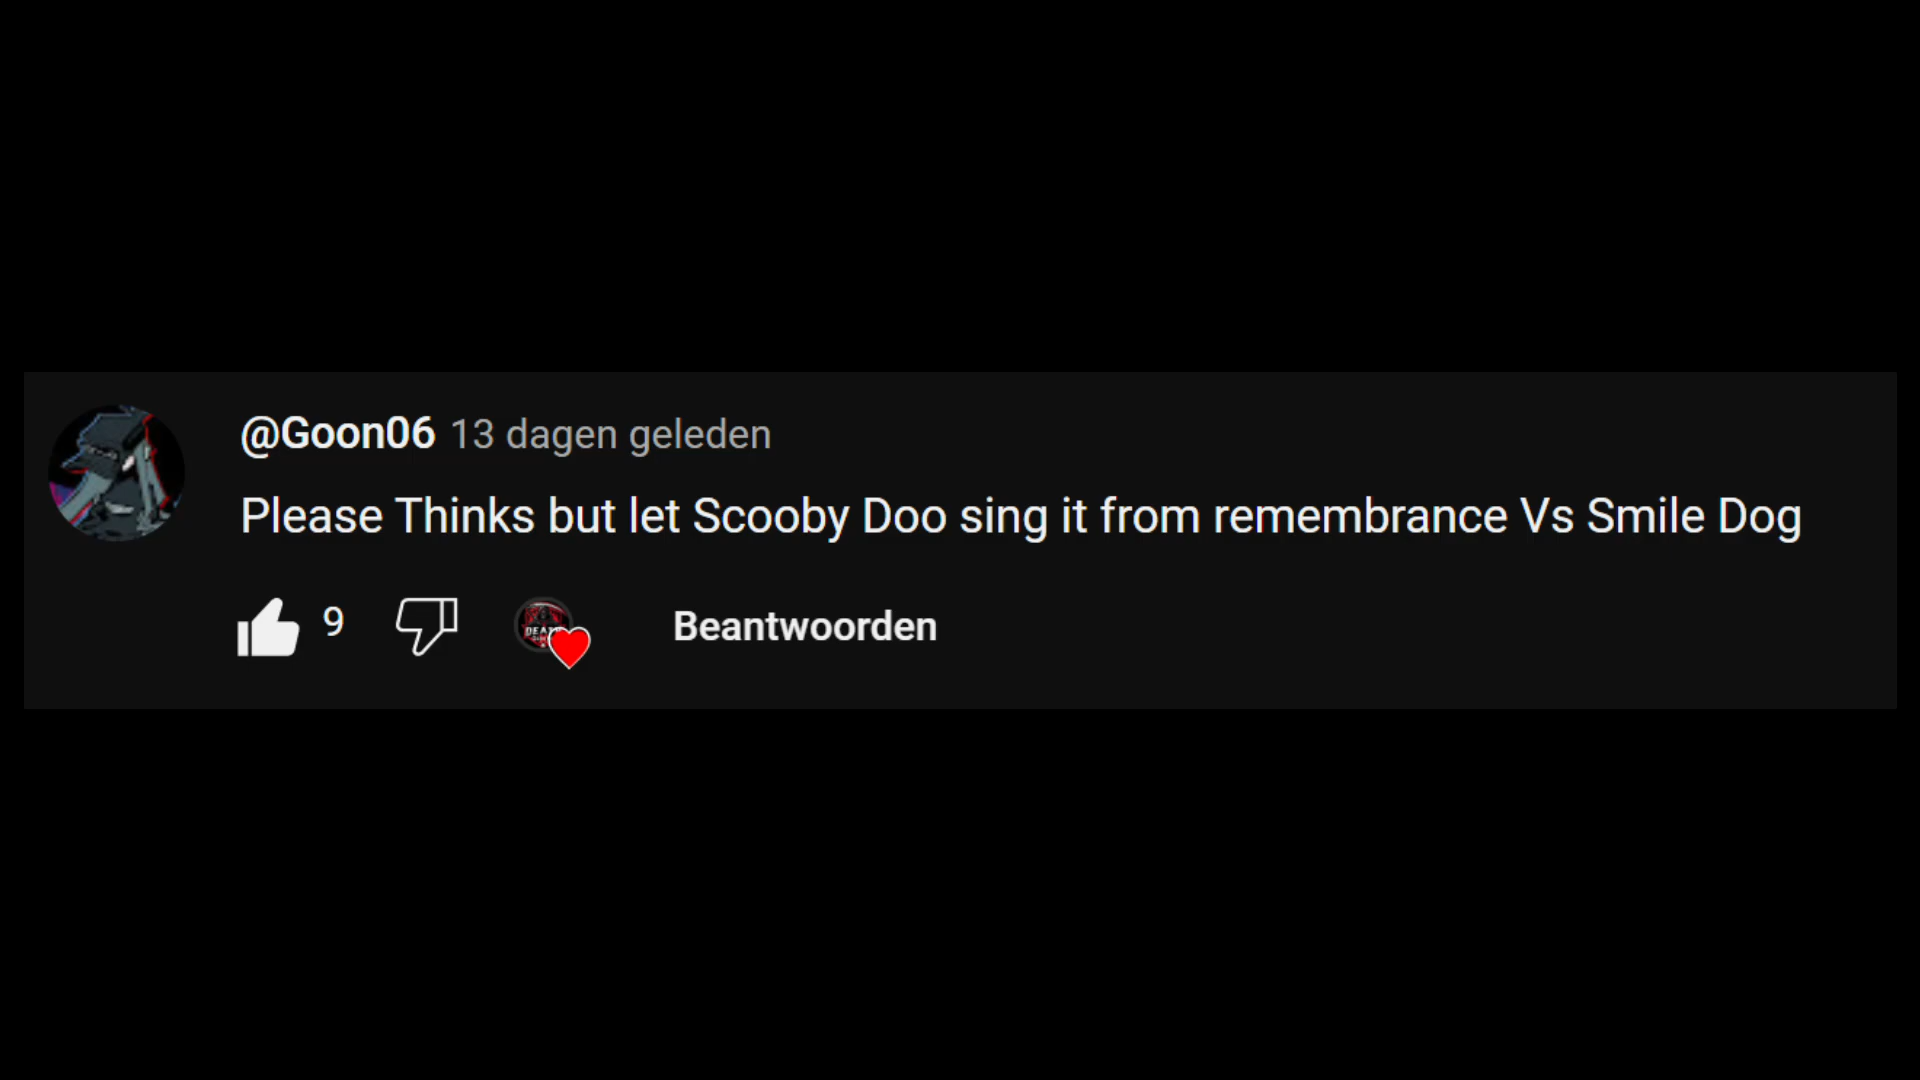 @Goon06 13 dagen geleden
Please Thinks but let Scooby Doo sing it from remembrance Vs Smile Dog
9
Beantwoorden